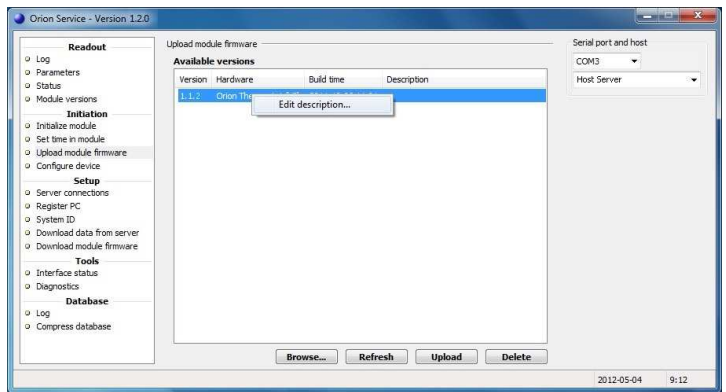 Orion Service - Version 1.2.0
Readout
Log
Parameters
Status
Module versions
Initiation
Initialize module
Set time in module
Upload module firmware
Configure device
Setup
Server connections
Register PC
System ID
Download data from server
Download module firmware
Tools
Interface status
Diagnostics
Database
Log
Compress database
Upload module firmware
Available versions
Version Hardware Build time Description
1.1.2 Orion
Edit description...
Browse... Refresh Upload Delete
Serial port and host
COM3
Host Server
2012-05-04 9:12